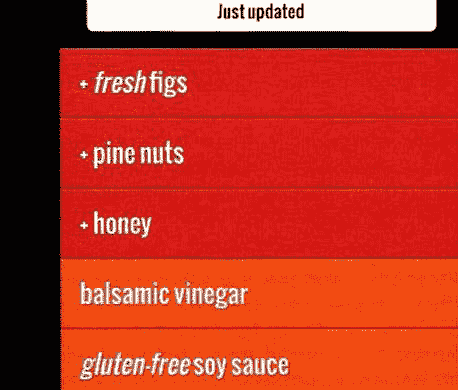 Just updated
+ fresh figs
+ pine nuts
+ honey
balsamic vinegar
gluten-free soy sauce